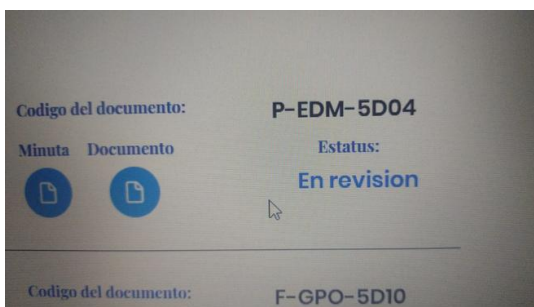 Codigo del documento: P-EDM-5D04
Minuta Documento Estatus:
En revision
Codigo del documento: F-GPO-5D10